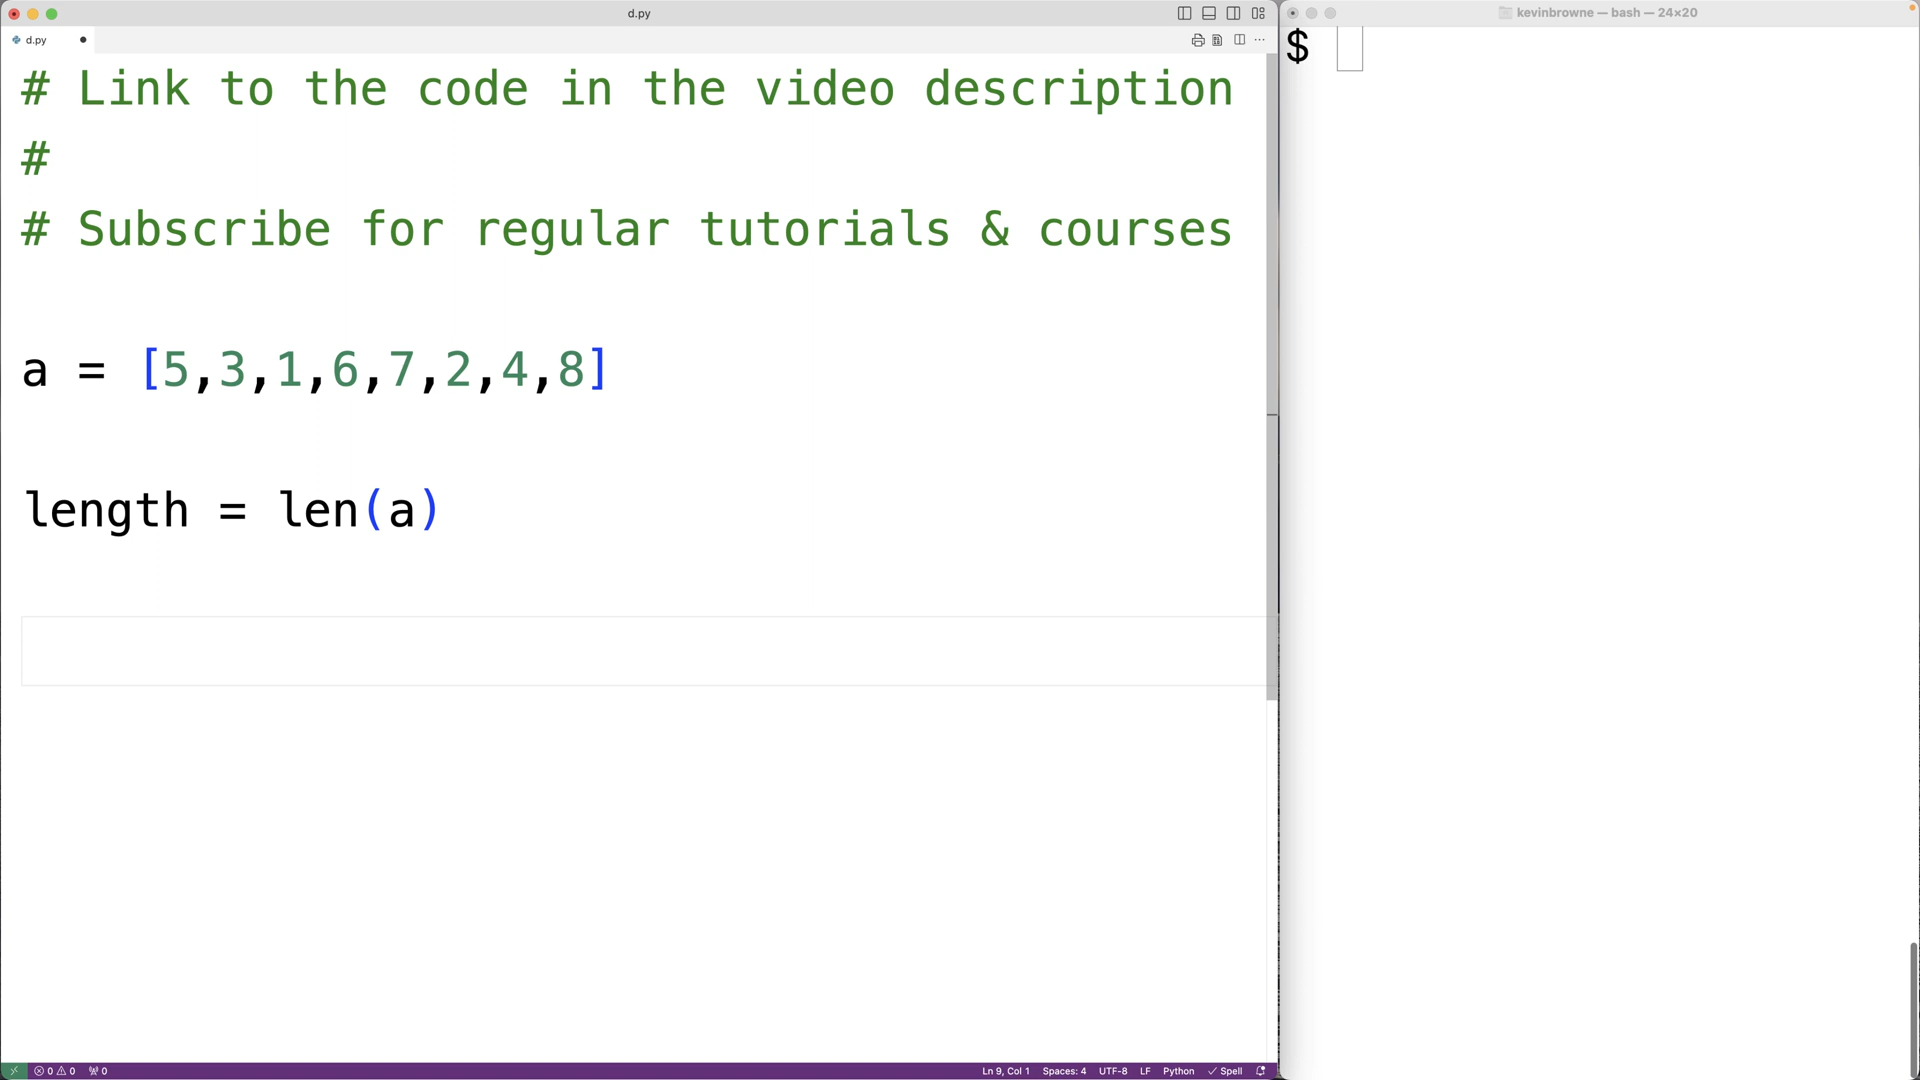 d.py
d.py
# Link to the code in the video description
#
# Subscribe for regular tutorials & courses
a = [5,3,1,6,7,2,4,8]
length = len(a)
0 0 0 Ln 9, Col 1 Spaces: 4 UTF-8 LF Python Spell
kevinbrowne — bash — 24×20
$